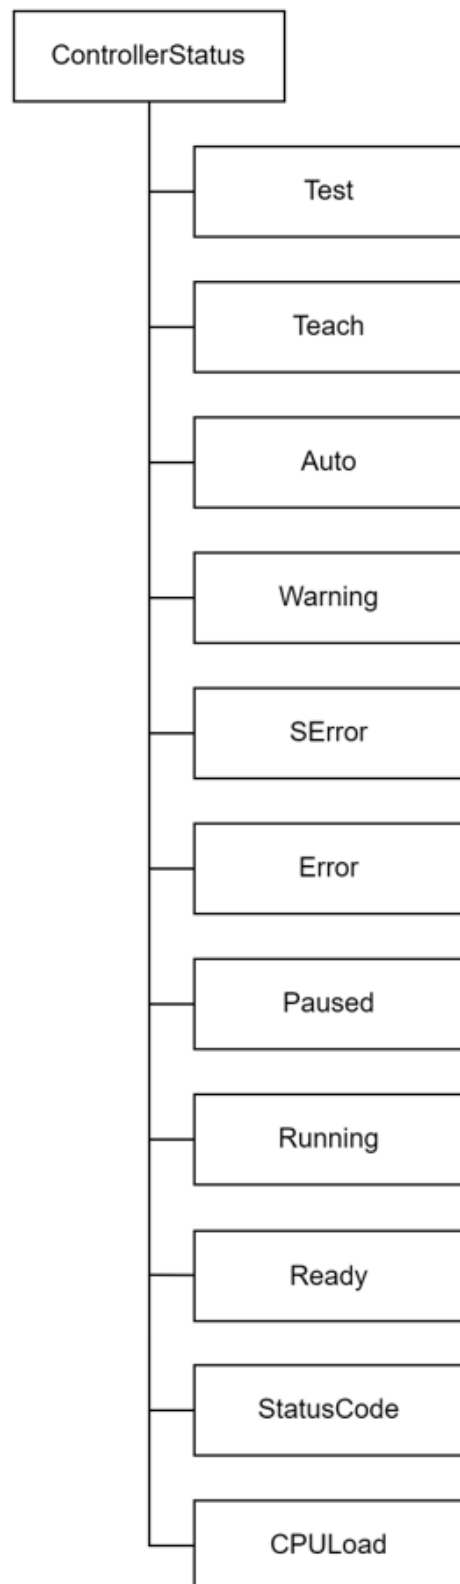 ControllerStatus
Test
Teach
Auto
Warning
SError
Error
Paused
Running
Ready
StatusCode
CPULoad